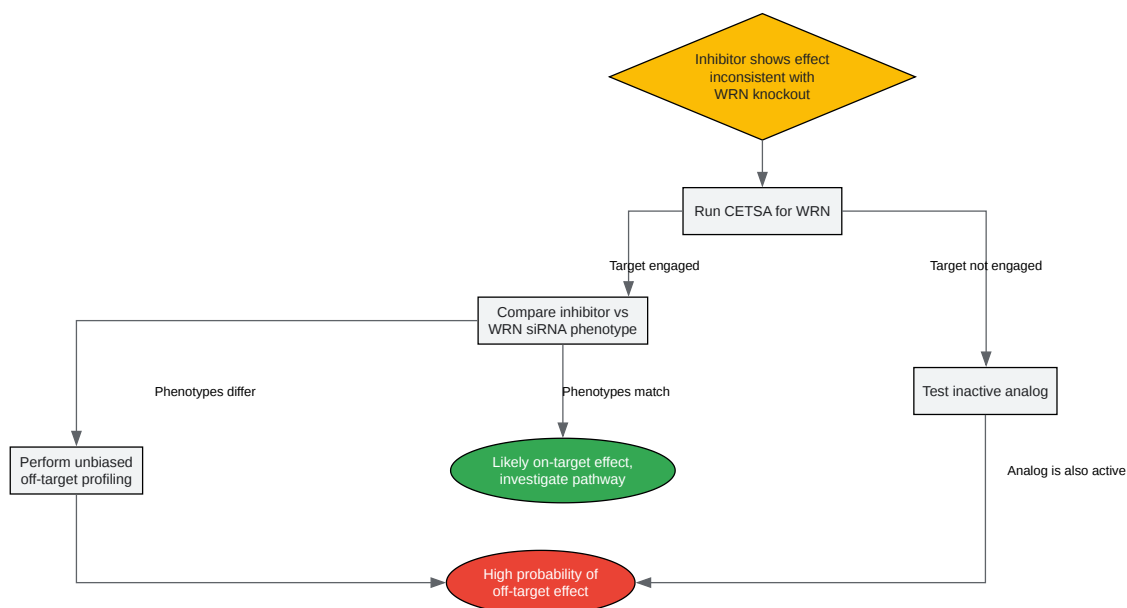 Inhibitor shows effect
inconsistent with
WRN knockout
Run CETSA for WRN
Target engaged
Target not engaged
Compare inhibitor vs
WRN siRNA phenotype
Phenotypes differ
Phenotypes match
Test inactive analog
Perform unbiased
off-target profiling
Likely on-target effect,
investigate pathway
Analog is also active
High probability of
off-target effect